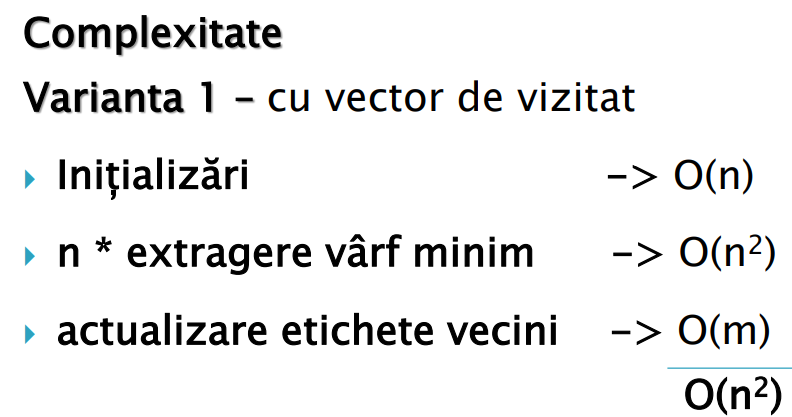 Complexitate
Varianta 1 – cu vector de vizitat
Inițializări –> O(n)
n * extragere vârf minim –> O(n²)
actualizare etichete vecini –> O(m)
O(n²)